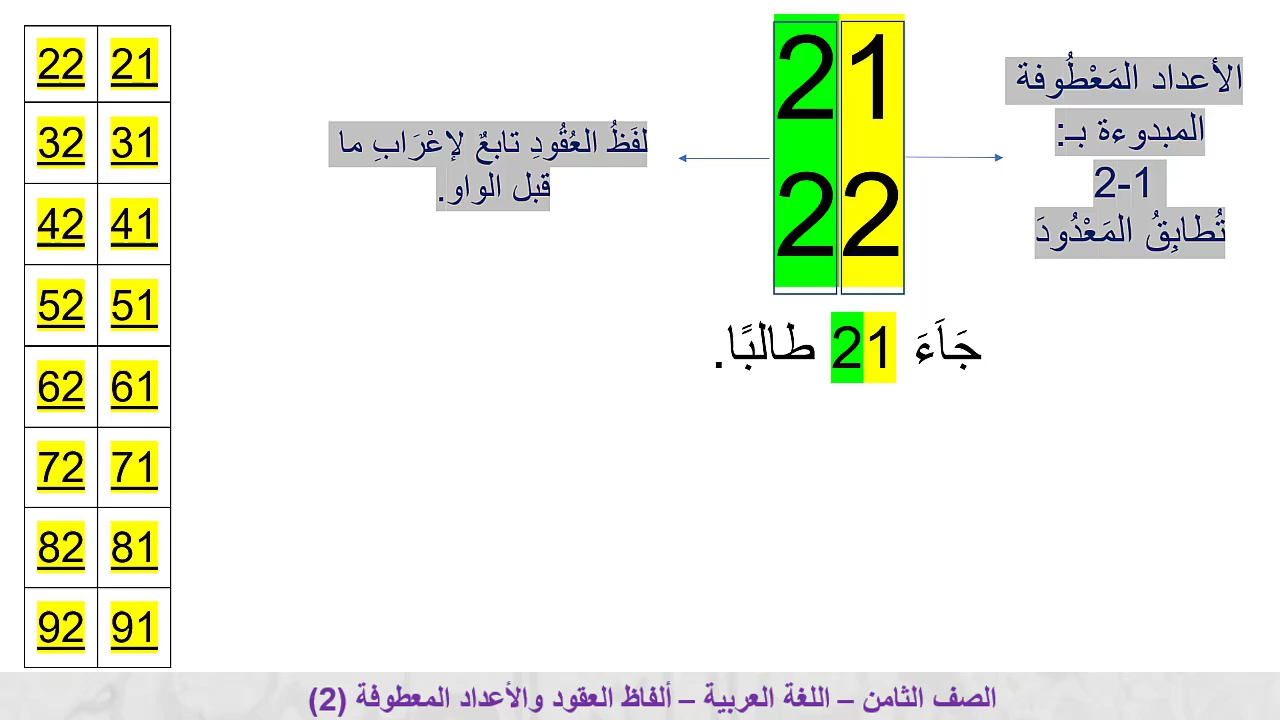 21
22
الأعداد المَعْطُوفة
المبدوءة بـ:
1-2
تُطابِقُ المَعْدُودَ
لفَظُ العُقُودِ تابعٌ لإعْرَابِ ما
قبل الواو.
جَاَءَ 21 طالبًا.
21 22
31 32
41 42
51 52
61 62
71 72
81 82
91 92
الصف الثامن – اللغة العربية – ألفاظ العقود والأعداد المعطوفة (2)